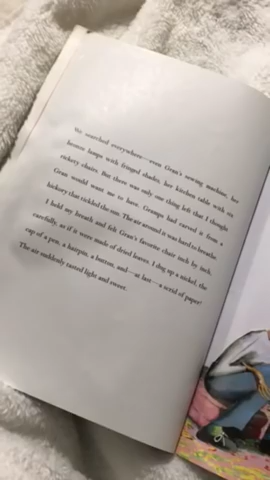 We searched everywhere—even Gran's sewing machine, her
boston lamps with fringed shades, her kitchen table with six
rickety chairs. But there was only one thing left that I thought
Gran would want me to have. Gramps had carved it from a
hickory that tickled the sun. The air around it was hard to breathe.
I held my breath and felt Gran's favorite chair inch by inch,
carefully, as if it were made of dried leaves. I dug up a nickel, the
cap of a pen, a hairpin, a button, and—at last—a scrid of paper!
The air suddenly tasted light and sweet.